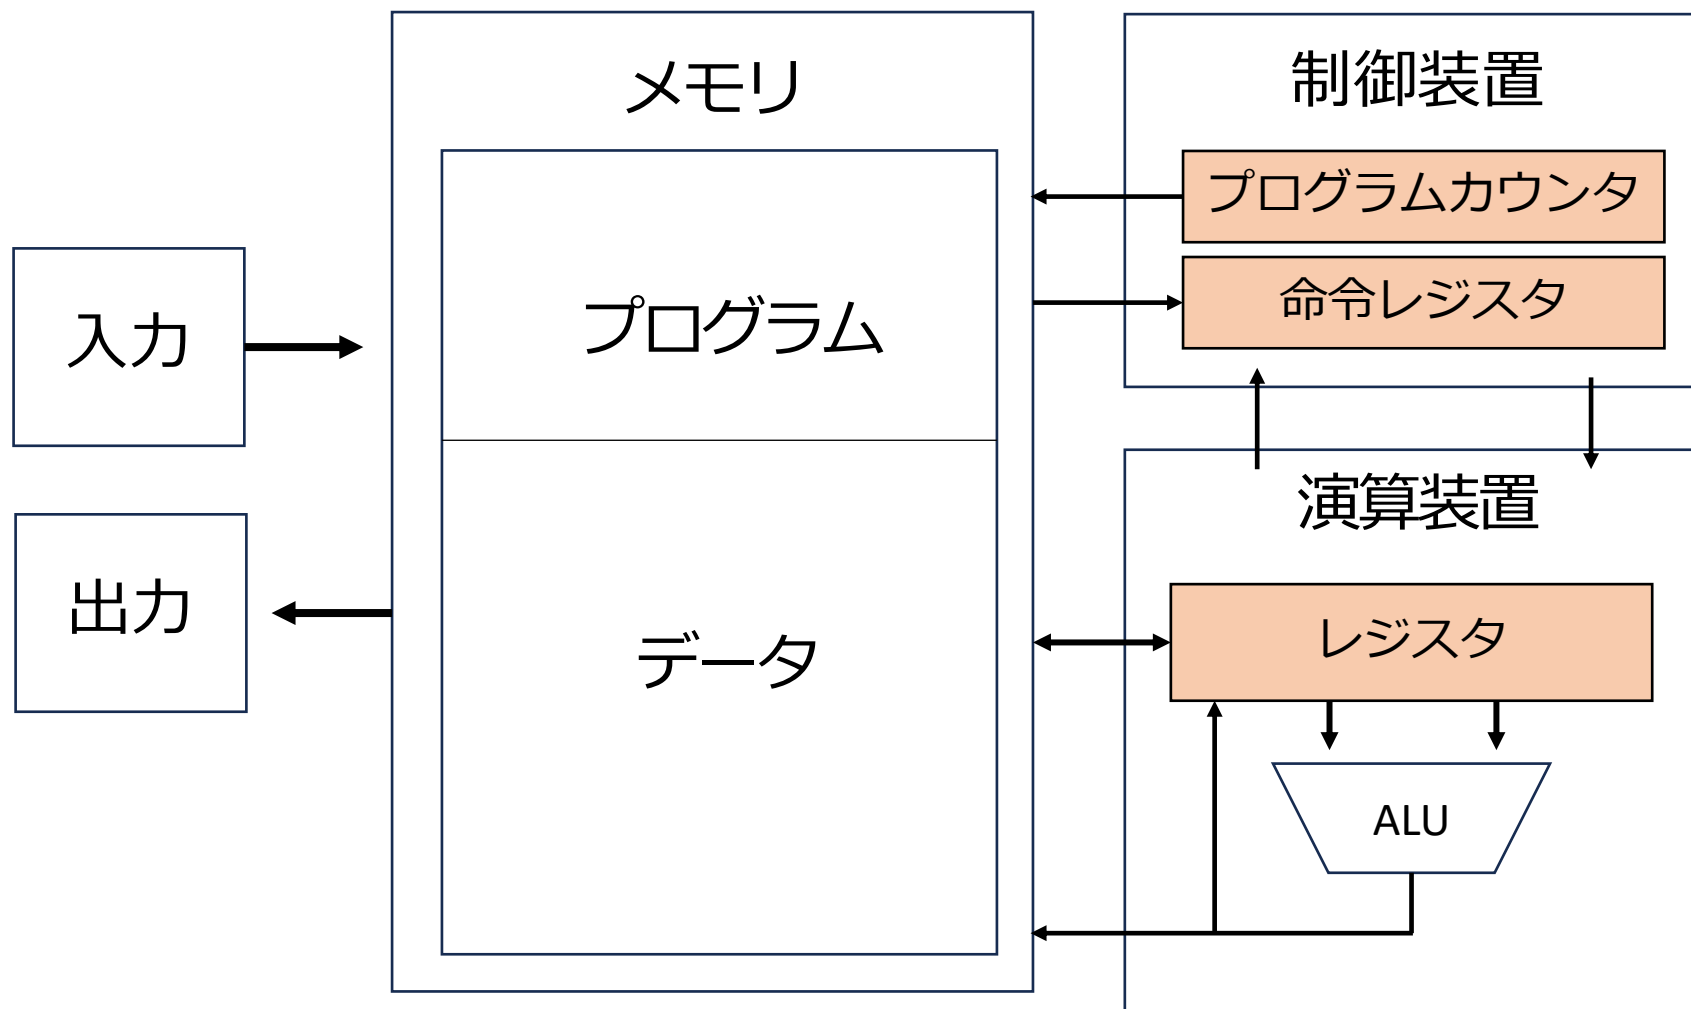 メモリ
制御装置
プログラムカウンタ
命令レジスタ
入力
プログラム
演算装置
出力
データ
レジスタ
ALU